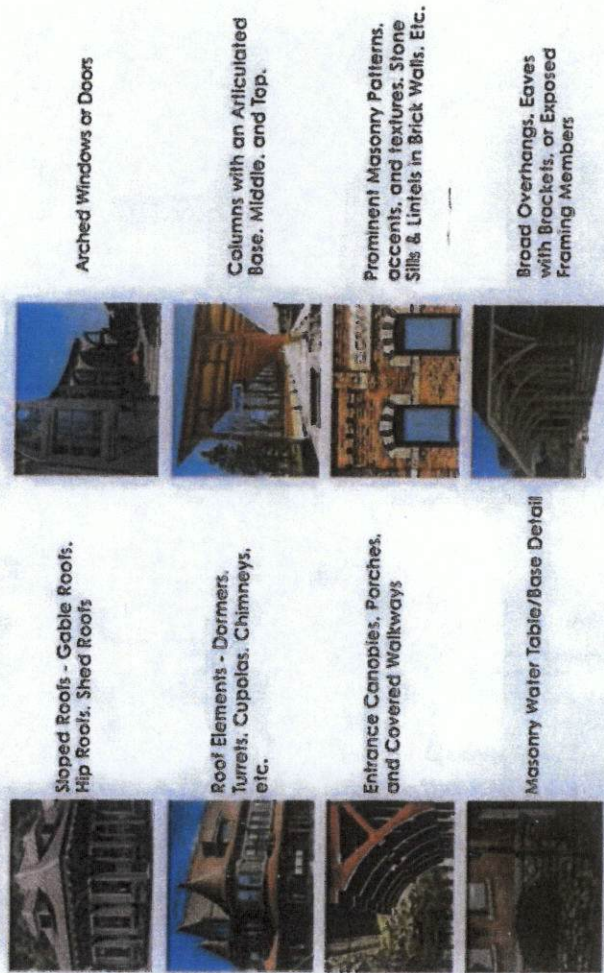 Sloped Roofs - Gable Roofs,
Hip Roofs, Shed Roofs
Roof Elements - Dormers,
Turrets, Cupolas, Chimneys,
etc.
Entrance Canopies, Porches,
and Covered Walkways
Masonry Water Table/Base Detail
Arched Windows or Doors
Columns with an Articulated
Base, Middle, and Top.
Prominent Masonry Patterns,
accents, and textures, Stone
Sills & Lintels in Brick Walls, Etc.
Broad Overhangs, Eaves
with Brackets, or Exposed
Framing Members